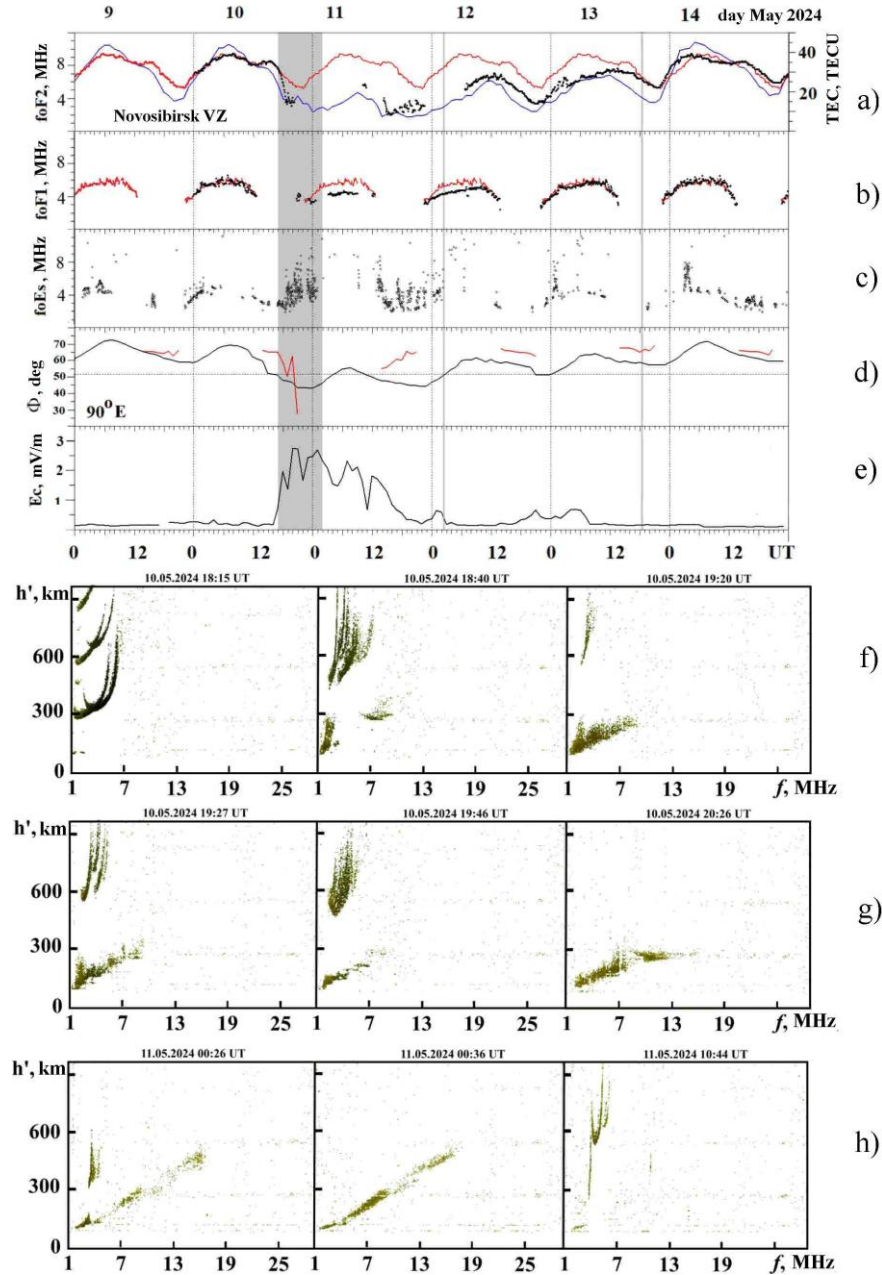 9 10 11 12 13 14 day May 2024
foF2, MHz
8
4
Novosibirsk VZ
40
20
TEC, TECU
a)
foF1, MHz
8
4
b)
foEs, MHz
8
4
c)
Φ, deg
70
60
50
40
30
90°E
d)
Ec, mV/m
3
2
1
e)
0 12 0 12 0 12 0 12 0 12 0 12 UT
10.05.2024 18:15 UT 10.05.2024 18:40 UT 10.05.2024 19:20 UT
h', km
600
300
0
f)
1 7 13 19 25 1 7 13 19 25 1 7 13 19 f, MHz
10.05.2024 19:27 UT 10.05.2024 19:46 UT 10.05.2024 20:26 UT
h', km
600
300
0
g)
1 7 13 19 25 1 7 13 19 25 1 7 13 19 f, MHz
11.05.2024 00:26 UT 11.05.2024 00:36 UT 11.05.2024 10:44 UT
h', km
600
300
0
h)
1 7 13 19 25 1 7 13 19 25 1 7 13 19 f, MHz